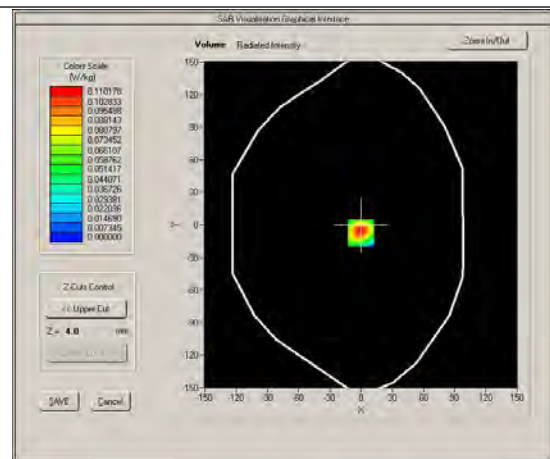 SAR Visualisation Graphical Interface
Volume Radiated Intensity
Zoom In/Out
Colors Scale
(W/kg)
0.110178
0.102833
0.095488
0.088143
0.080797
0.073452
0.066107
0.058762
0.051417
0.044071
0.036726
0.029381
0.022036
0.014690
0.007345
0.000000
Z-Cuts Control
<< Upper Cut
Z = 4.0 mm
SAVE Cancel
150
120
90
60
30
0
-30
-60
-90
-120
-150
Y
-150 -120 -90 -60 -30 0 30 60 90 120 150
X